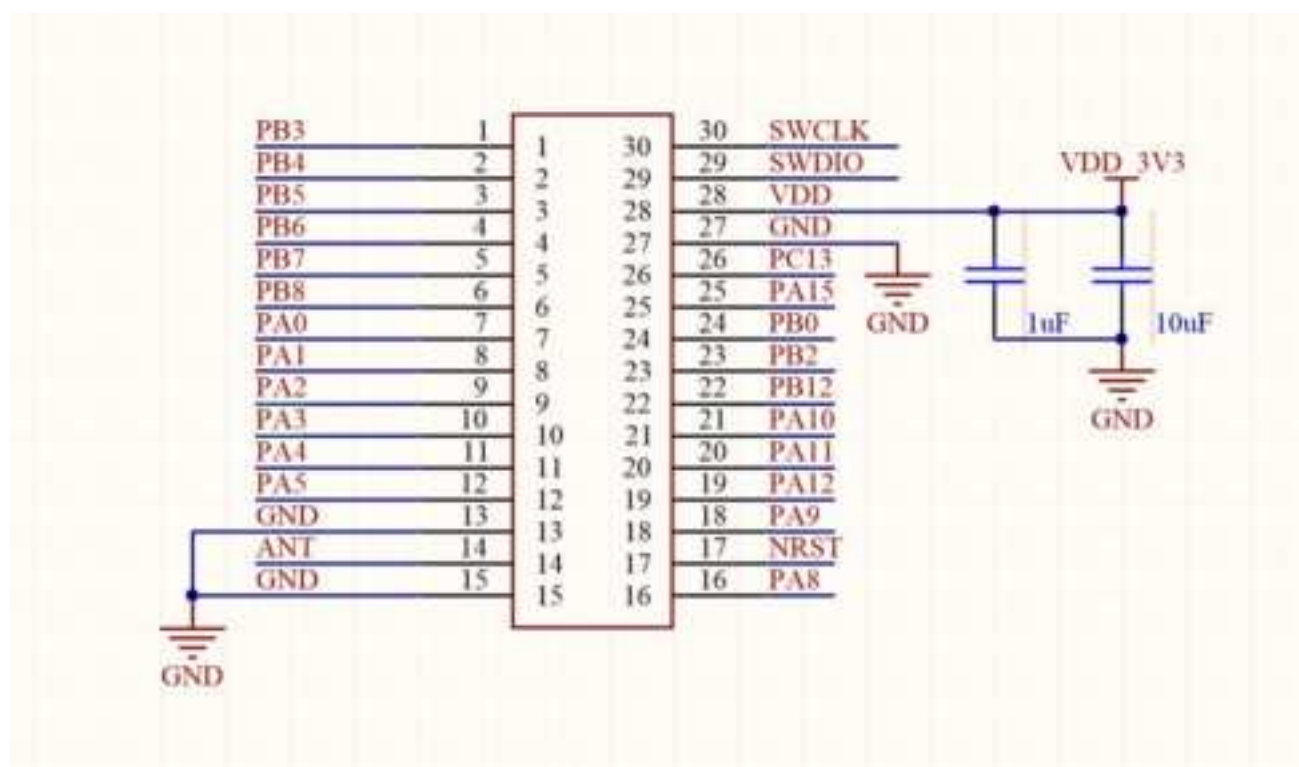 PB3 1 1 30 30 SWCLK
PB4 2 2 29 29 SWDIO
VDD_3V3
PB5 3 3 28 28 VDD
PB6 4 4 27 27 GND
PB7 5 5 26 26 PC13
PB8 6 6 25 25 PA15
PA0 7 7 24 24 PB0
GND 1uF 10uF
PA1 8 8 23 23 PB2
PA2 9 9 22 22 PB12
PA3 10 10 21 21 PA10
GND
PA4 11 11 20 20 PA11
PA5 12 12 19 19 PA12
GND 13 13 18 18 PA9
ANT 14 14 17 17 NRST
GND 15 15 16 16 PA8
GND